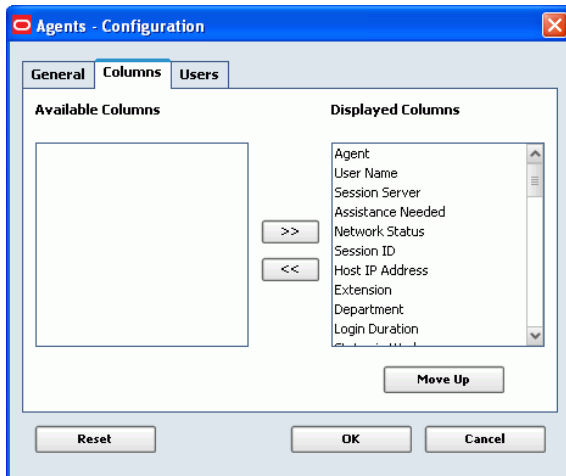 Agents - Configuration
General Columns Users
Available Columns
Displayed Columns
Agent
User Name
Session Server
Assistance Needed
Network Status
Session ID
Host IP Address
Extension
Department
Login Duration
>>
<<
Move Up
Reset OK Cancel